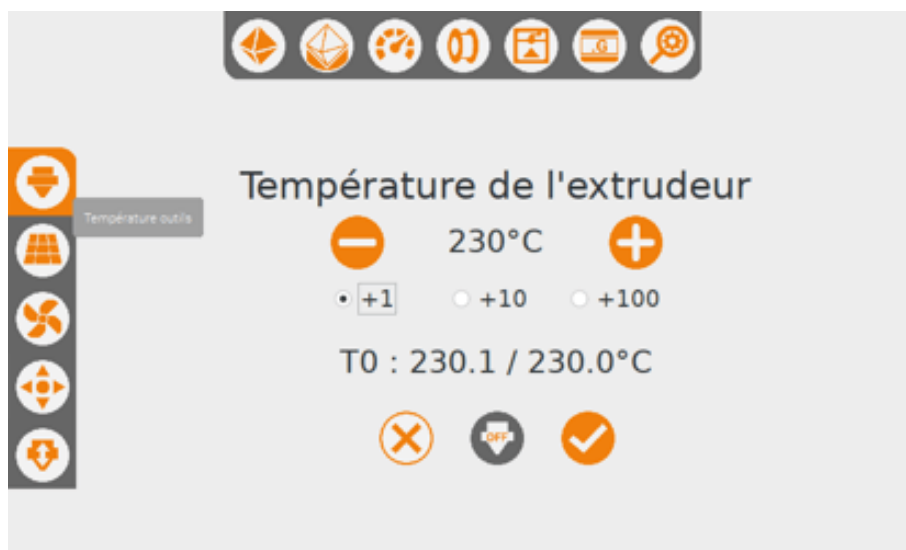 .G
Température de l'extrudeur
Température outils
230°C
+1 +10 +100
T0 : 230.1 / 230.0°C
OFF